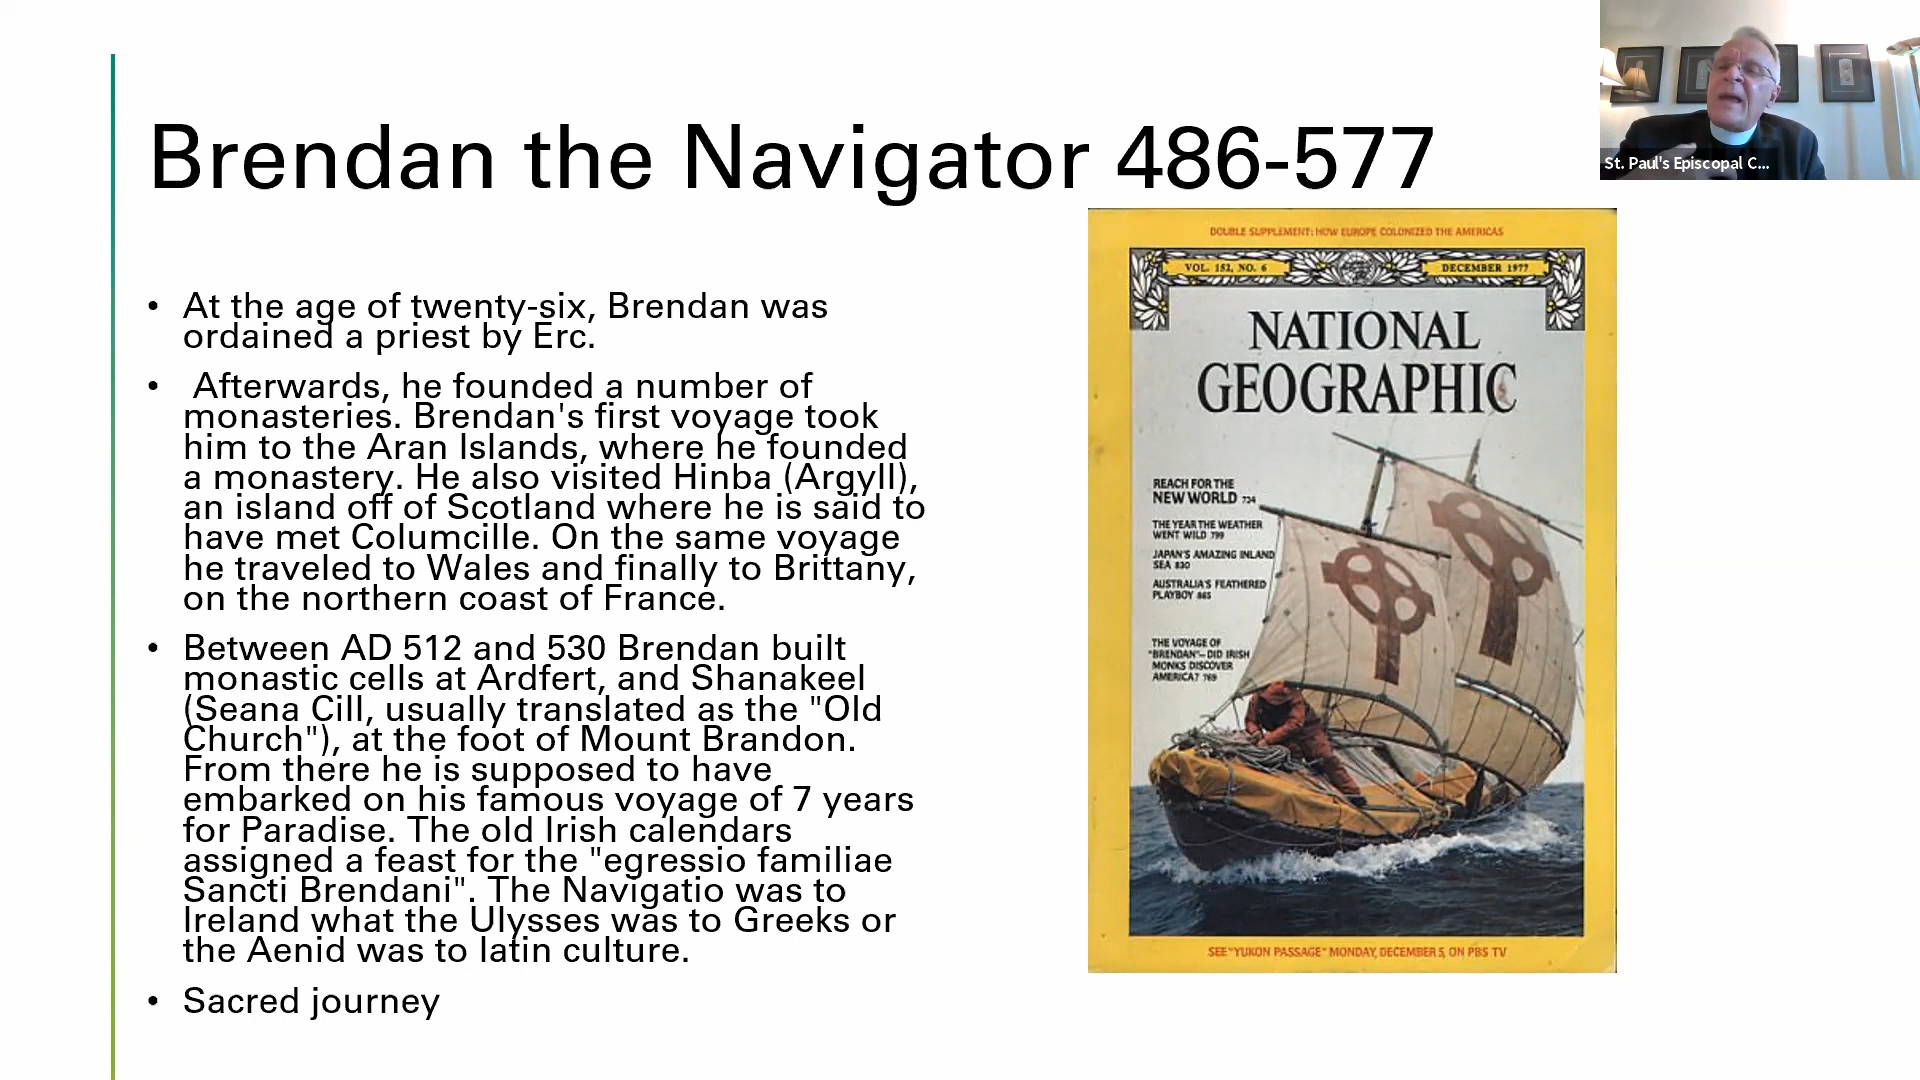 Brendan the Navigator 486-577
St. Paul's Episcopal C...
• At the age of twenty-six, Brendan was
ordained a priest by Erc.
• Afterwards, he founded a number of
monasteries. Brendan's first voyage took
him to the Aran Islands, where he founded
a monastery. He also visited Hinba (Argyll),
an island off of Scotland where he is said to
have met Columcille. On the same voyage
he traveled to Wales and finally to Brittany,
on the northern coast of France.
• Between AD 512 and 530 Brendan built
monastic cells at Ardfert, and Shanakeel
(Seana Cill, usually translated as the "Old
Church"), at the foot of Mount Brandon.
From there he is supposed to have
embarked on his famous voyage of 7 years
for Paradise. The old Irish calendars
assigned a feast for the "egressio familiae
Sancti Brendani". The Navigatio was to
Ireland what the Ulysses was to Greeks or
the Aenid was to latin culture.
• Sacred journey
DOUBLE SUPPLEMENT: HOW EUROPE COLONIZED THE AMERICAS
VOL. 152, NO. 6
DECEMBER 1977
NATIONAL
GEOGRAPHIC
REACH FOR THE
NEW WORLD 734
THE YEAR THE WEATHER
WENT WILD 799
JAPAN'S AMAZING INLAND
SEA 830
AUSTRALIA'S FEATHERED
PLAYBOY 865
THE VOYAGE OF
"BRENDAN"—DID IRISH
MONKS DISCOVER
AMERICA? 769
SEE "YUKON PASSAGE" MONDAY, DECEMBER 5, ON PBS TV